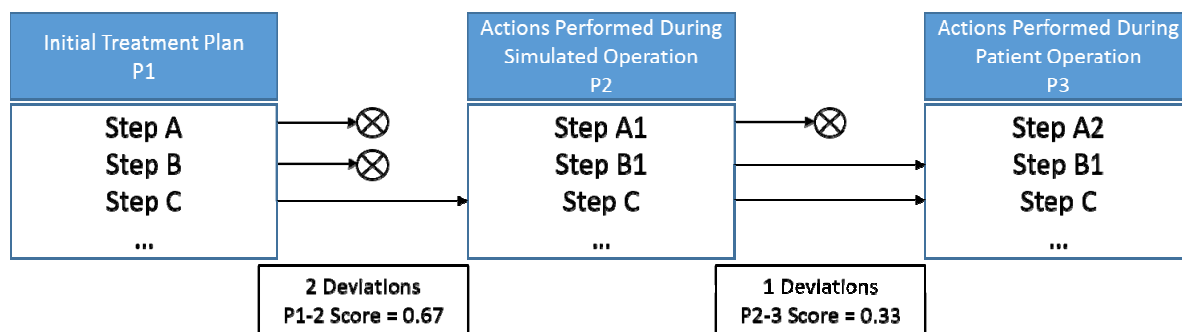 Initial Treatment Plan
P1
Step A
Step B
Step C
...
Actions Performed During
Simulated Operation
P2
Step A1
Step B1
Step C
...
Actions Performed During
Patient Operation
P3
Step A2
Step B1
Step C
...
2 Deviations
P1-2 Score = 0.67
1 Deviations
P2-3 Score = 0.33